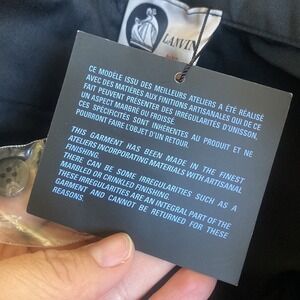 LANVIN
CE MODÈLE ISSU DES MEILLEURS ATELIERS A ÉTÉ RÉALISÉ
AVEC DES MATIÈRES AUX FINITIONS ARTISANALES QUI DE CE
FAIT PEUVENT PRÉSENTER DES IRRÉGULARITÉS D'UNISSON,
UN ASPECT MARBRÉ OU FROISSÉ.
CES SPÉCIFICITÉS SONT INHÉRENTES AU PRODUIT ET NE
POURRONT FAIRE L'OBJET D'UN RETOUR.
THIS GARMENT HAS BEEN MADE IN THE FINEST
ATELIERS INCORPORATING MATERIALS WITH ARTISANAL
FINISHINGS.
THERE CAN BE SOME IRREGULARITIES SUCH AS A
MARBLED OR CRINKLED FINISHING.
THESE IRREGULARITIES ARE AN INTEGRAL PART OF THE
GARMENT AND CANNOT BE RETURNED FOR THESE
REASONS.